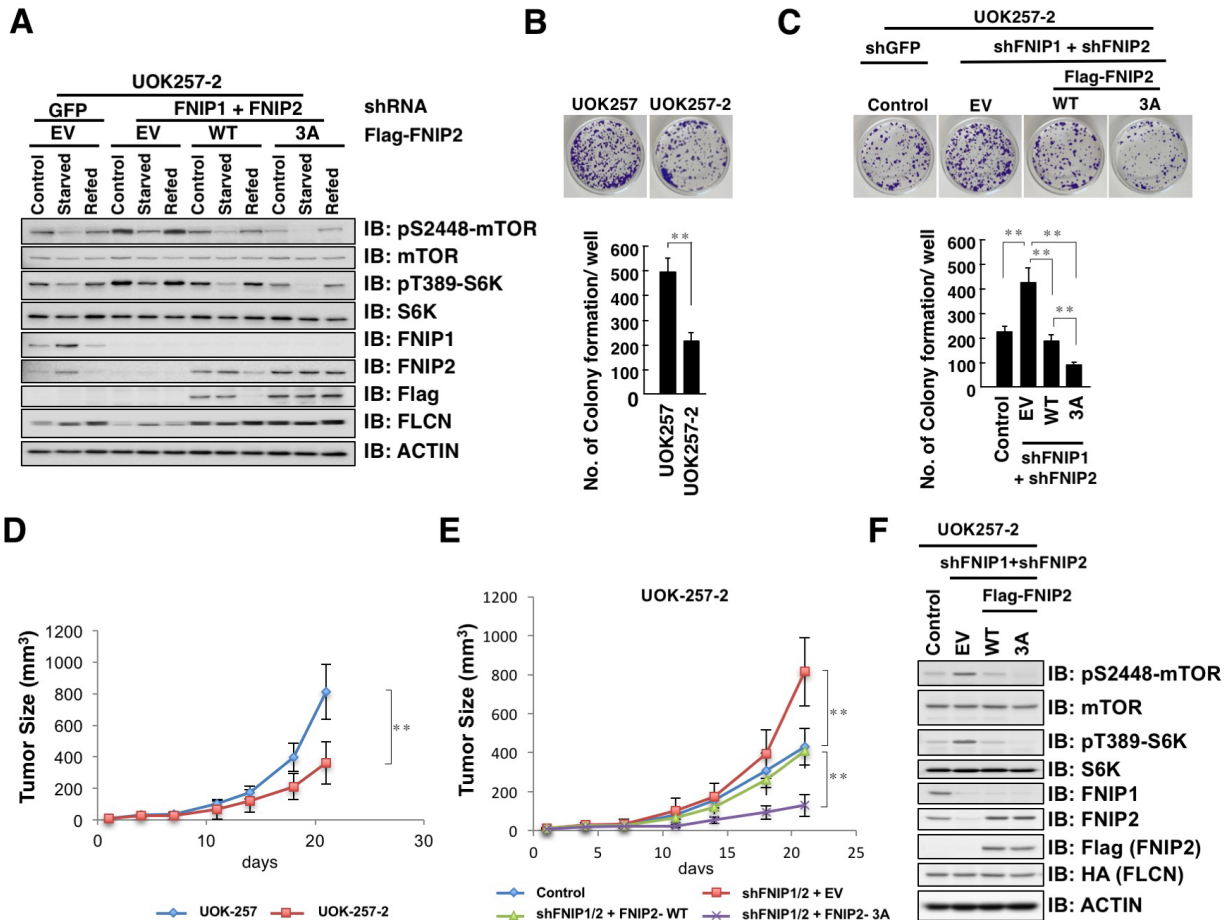 A
UOK257-2
GFP FNIP1 + FNIP2 shRNA
EV EV WT 3A Flag-FNIP2
Control Starved Refed Control Starved Refed Control Starved Refed Control Starved Refed
IB: pS2448-mTOR
IB: mTOR
IB: pT389-S6K
IB: S6K
IB: FNIP1
IB: FNIP2
IB: Flag
IB: FLCN
IB: ACTIN
B
UOK257 UOK257-2
No. of Colony formation/ well
600
500
400
300
200
100
0
**
UOK257 UOK257-2
C
UOK257-2
shGFP shFNIP1 + shFNIP2
Flag-FNIP2
Control EV WT 3A
No. of Colony formation/ well
600
500
400
300
200
100
0
** **
**
**
Control EV WT 3A
shFNIP1
+ shFNIP2
D
Tumor Size (mm3)
1200
1000
800
600
400
200
0
0 10 20 30
days
**
UOK-257 UOK-257-2
E
UOK-257-2
Tumor Size (mm3)
1200
1000
800
600
400
200
0
0 5 10 15 20 25
days
**
**
Control shFNIP1/2 + EV
shFNIP1/2 + FNIP2- WT shFNIP1/2 + FNIP2- 3A
F
UOK257-2
shFNIP1+shFNIP2
Flag-FNIP2
Control EV WT 3A
IB: pS2448-mTOR
IB: mTOR
IB: pT389-S6K
IB: S6K
IB: FNIP1
IB: FNIP2
IB: Flag (FNIP2)
IB: HA (FLCN)
IB: ACTIN